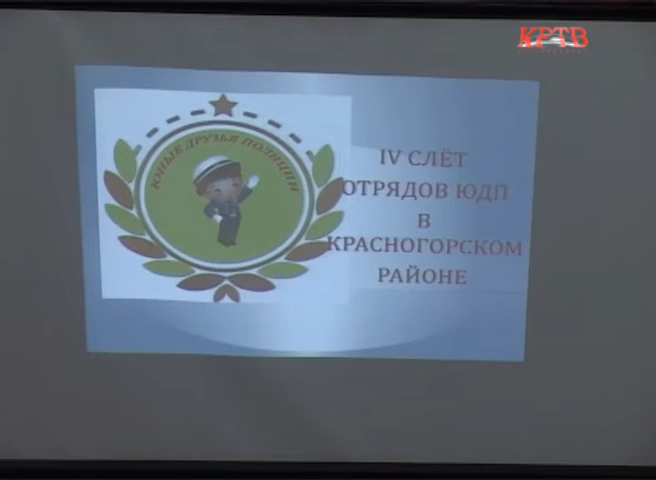 КРТВ
ЮНЫЕ ДРУЗЬЯ ПОЛИЦИИ
IV СЛЁТ
ОТРЯДОВ ЮДП
В
КРАСНОГОРСКОМ
РАЙОНЕ